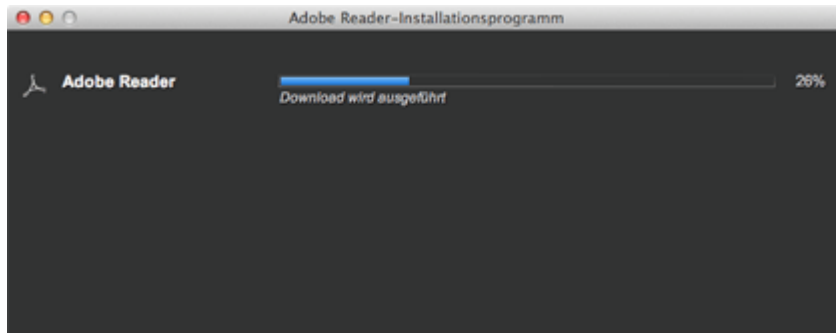 Adobe Reader-Installationsprogramm
Adobe Reader
26%
Download wird ausgeführt